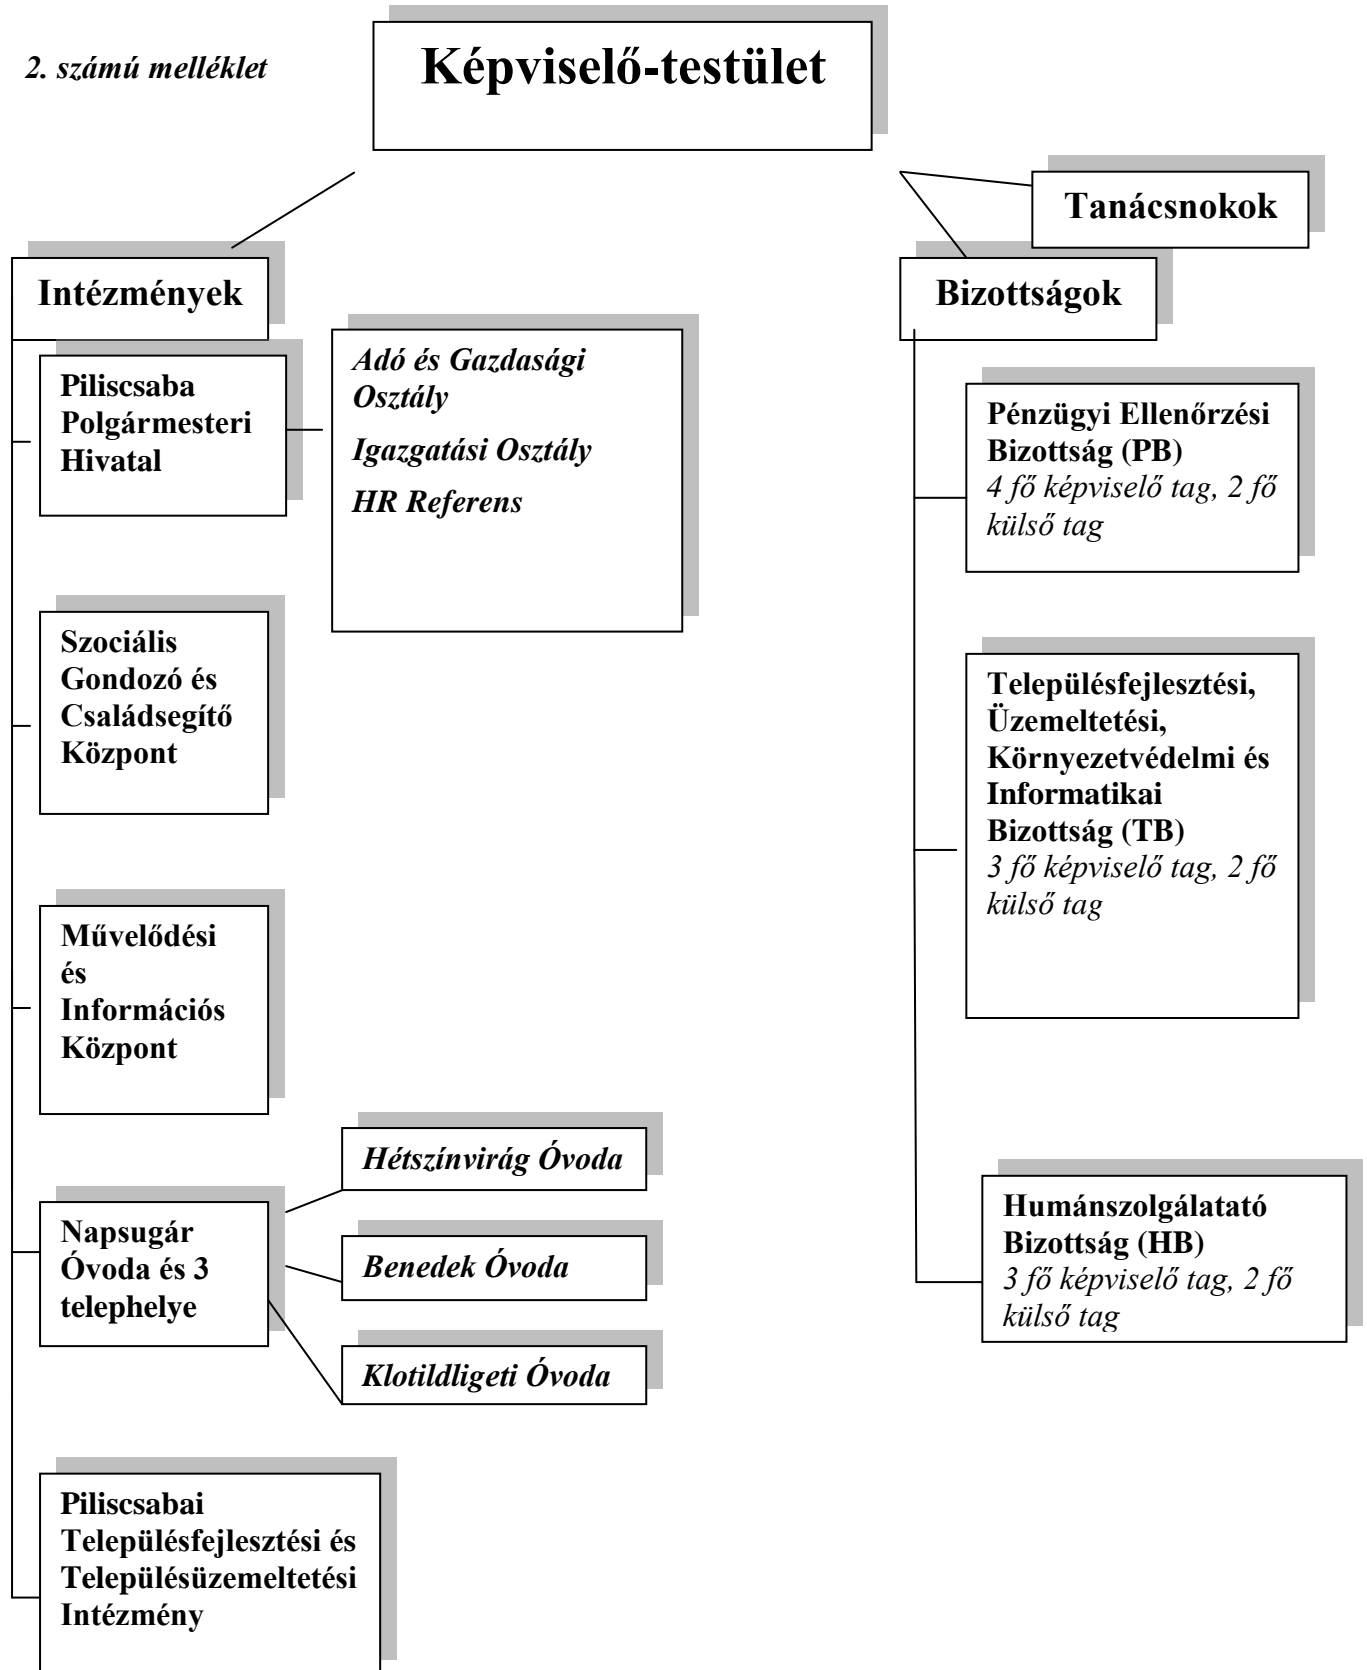 2. számú melléklet
Képviselő-testület
Tanácsnokok
Intézmények
Bizottságok
Piliscsaba
Polgármesteri
Hivatal
Adó és Gazdasági
Osztály
Igazgatási Osztály
HR Referens
Szociális
Gondozó és
Családsegítő
Központ
Művelődési
és
Információs
Központ
Napsugár
Óvoda és 3
telephelye
Hétszínvirág Óvoda
Benedek Óvoda
Klotildligeti Óvoda
Piliscsabai
Településfejlesztési és
Településüzemeltetési
Intézmény
Pénzügyi Ellenőrzési
Bizottság (PB)
4 fő képviselő tag, 2 fő
külső tag
Településfejlesztési,
Üzemeltetési,
Környezetvédelmi és
Informatikai
Bizottság (TB)
3 fő képviselő tag, 2 fő
külső tag
Humánszolgálatató
Bizottság (HB)
3 fő képviselő tag, 2 fő
külső tag